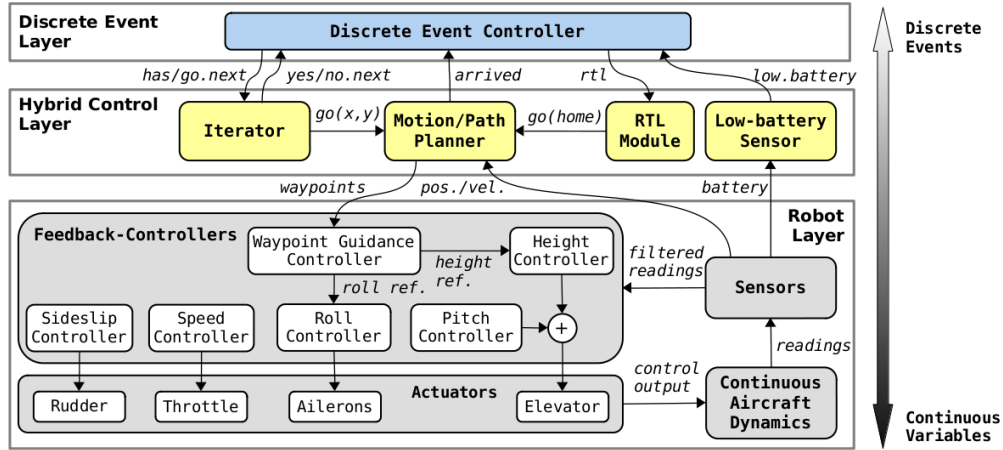 Discrete Event
Layer
Discrete Event Controller
Discrete
Events
has/go.next
yes/no.next
arrived
rtl
low.battery
Hybrid Control
Layer
Iterator
go(x,y)
Motion/Path
Planner
go(home)
RTL
Module
Low-battery
Sensor
waypoints
pos./vel.
battery
Robot
Layer
Feedback-Controllers
Waypoint Guidance
Controller
height
ref.
Height
Controller
filtered
readings
Sensors
roll ref.
Sideslip
Controller
Speed
Controller
Roll
Controller
Pitch
Controller
+
readings
Actuators
control
output
Continuous
Aircraft
Dynamics
Rudder
Throttle
Ailerons
Elevator
Continuous
Variables